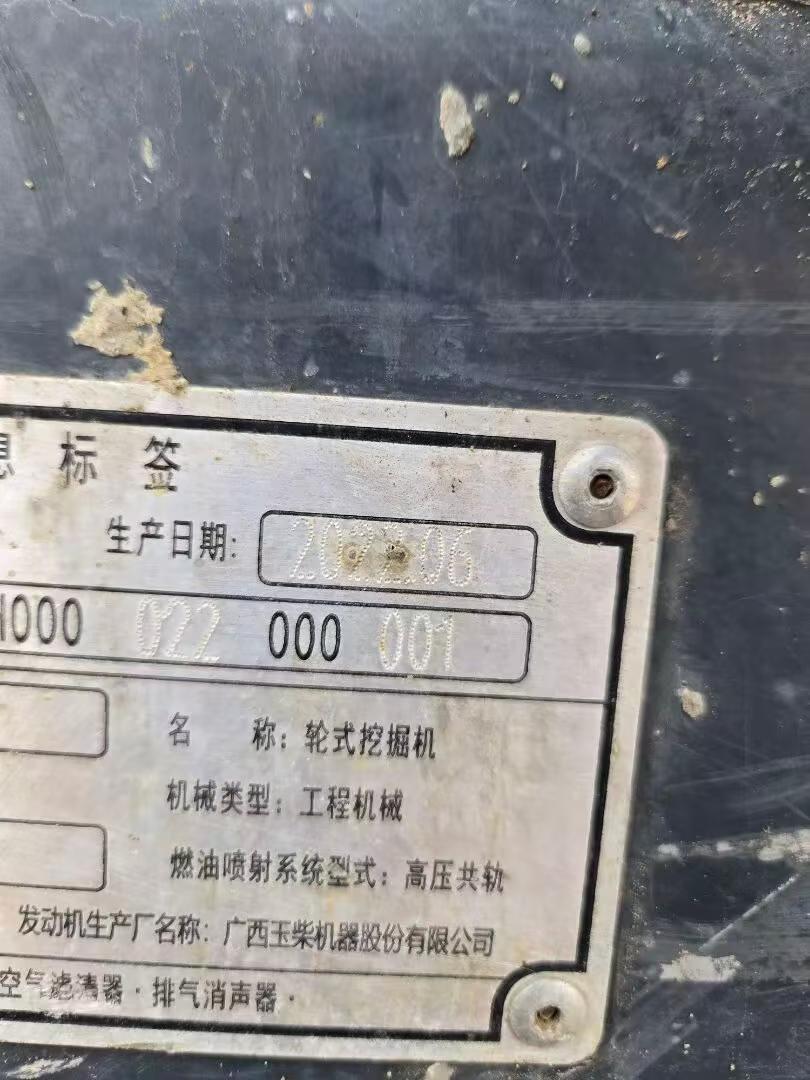 息标签
生产日期: 2022.06
000 022 000 001
名 称: 轮式挖掘机
机械类型: 工程机械
燃油喷射系统型式: 高压共轨
发动机生产厂名称: 广西玉柴机器股份有限公司
空气滤清器·排气消声器·